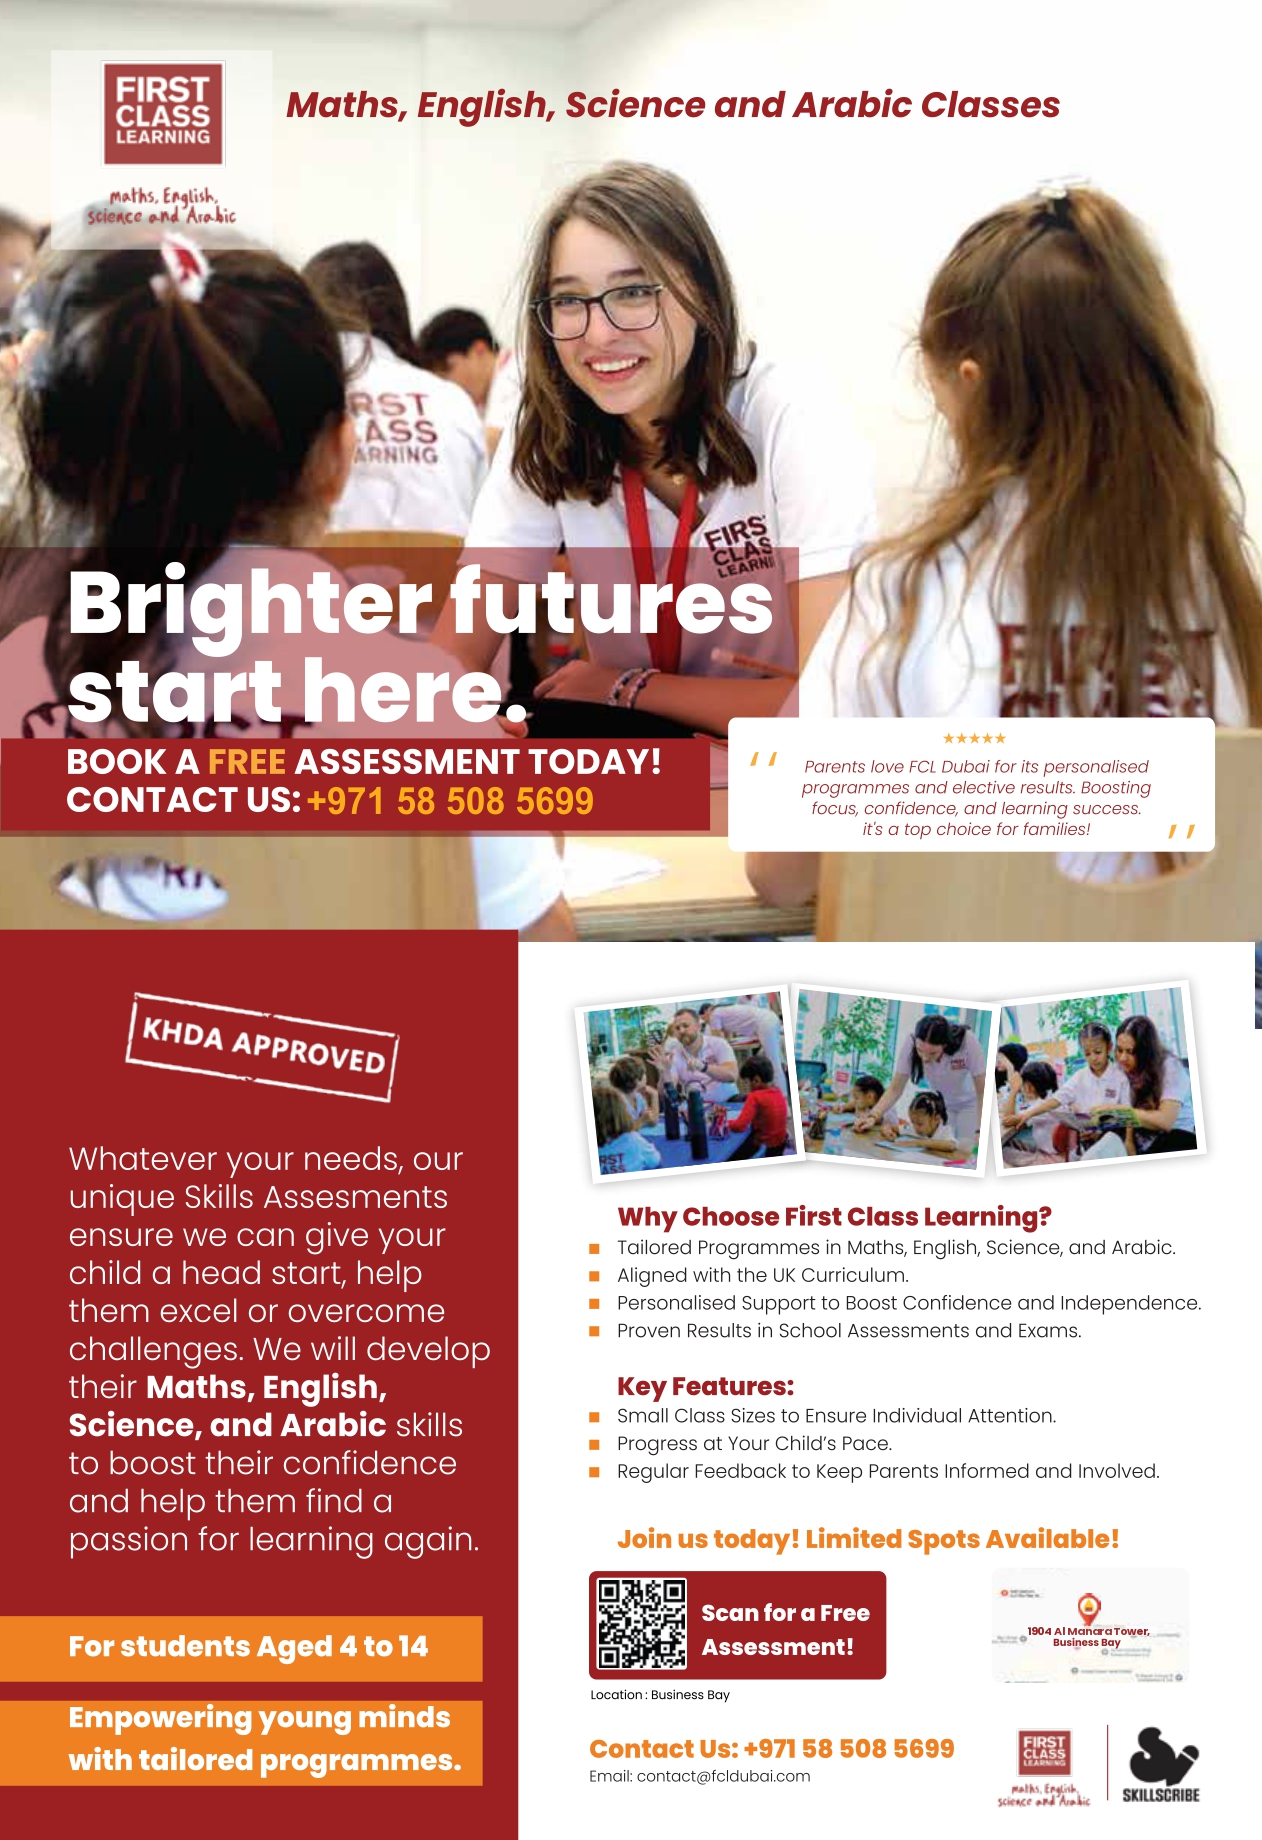 FIRST
CLASS
LEARNING
maths, English,
science and Arabic
Maths, English, Science and Arabic Classes
RST
ASS
ARNING
FIRS
CLAS
LEARNI
FIRST
CLASS
Brighter futures
start here.
BOOK A FREE ASSESSMENT TODAY!
CONTACT US: +971 58 508 5699
★★★★★
“ Parents love FCL Dubai for its personalised
programmes and elective results. Boosting
focus, confidence, and learning success.
it's a top choice for families! ”
KHDA APPROVED
Whatever your needs, our
unique Skills Assesments
ensure we can give your
child a head start, help
them excel or overcome
challenges. We will develop
their Maths, English,
Science, and Arabic skills
to boost their confidence
and help them find a
passion for learning again.
For students Aged 4 to 14
Empowering young minds
with tailored programmes.
RST
ASS
Why Choose First Class Learning?
Tailored Programmes in Maths, English, Science, and Arabic.
Aligned with the UK Curriculum.
Personalised Support to Boost Confidence and Independence.
Proven Results in School Assessments and Exams.
Key Features:
Small Class Sizes to Ensure Individual Attention.
Progress at Your Child's Pace.
Regular Feedback to Keep Parents Informed and Involved.
Join us today! Limited Spots Available!
Scan for a Free
Assessment!
1904 Al Manara Tower,
Business Bay
Location : Business Bay
Contact Us: +971 58 508 5699
Email: contact@fcldubai.com
FIRST
CLASS
LEARNING
maths, English,
science and Arabic
SKILLSCRIBE